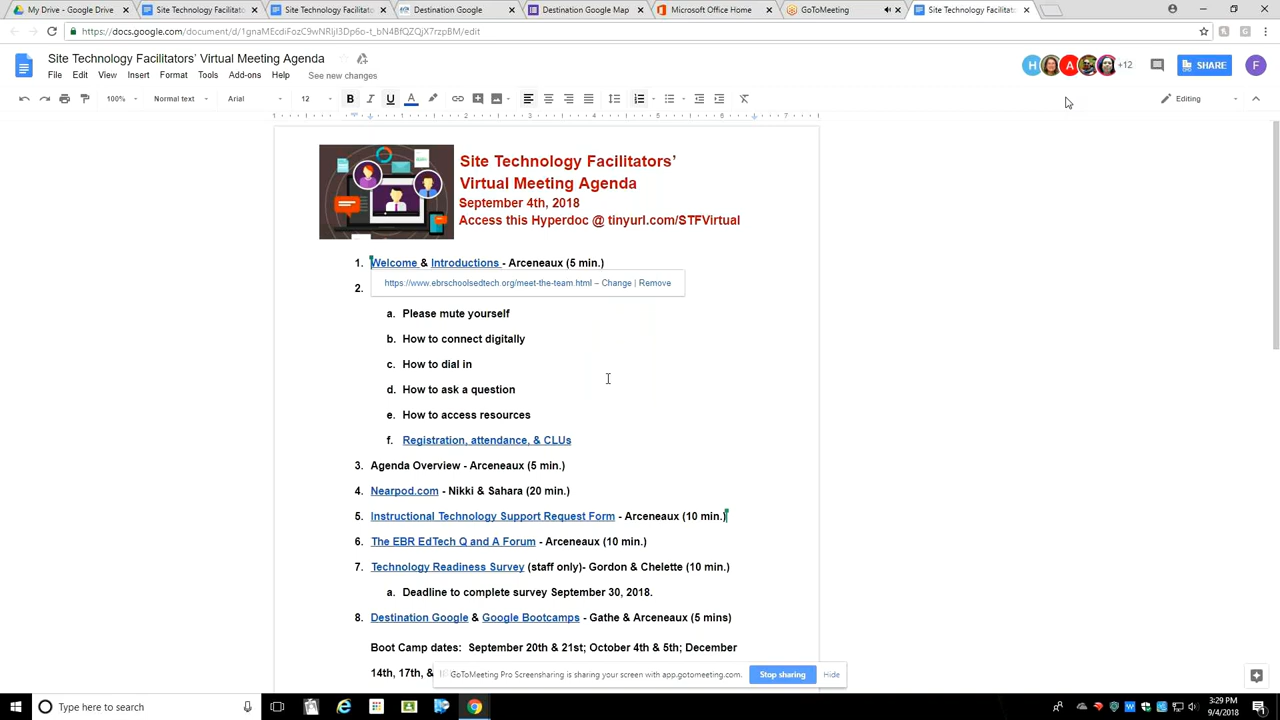 My Drive - Google Drive
Site Technology Facilitators'
Site Technology Facilitators'
Destination Google
Destination Google Map
Microsoft Office Home
GoToMeeting
Site Technology Facilitators'
https://docs.google.com/document/d/1gnaMEcdiFozC9wNRIjI3Dp6o-t_bN4BfQZQjX7rzpBM/edit
Site Technology Facilitators' Virtual Meeting Agenda
File Edit View Insert Format Tools Add-ons Help See new changes
H A +12 SHARE F
100% Normal text Arial 12 B I U A Editing
Site Technology Facilitators'
Virtual Meeting Agenda
September 4th, 2018
Access this Hyperdoc @ tinyurl.com/STFVirtual
1. Welcome & Introductions - Arceneaux (5 min.)
https://www.ebrschoolsedtech.org/meet-the-team.html – Change | Remove
2.
a. Please mute yourself
b. How to connect digitally
c. How to dial in
d. How to ask a question
e. How to access resources
f. Registration, attendance, & CLUs
3. Agenda Overview - Arceneaux (5 min.)
4. Nearpod.com - Nikki & Sahara (20 min.)
5. Instructional Technology Support Request Form - Arceneaux (10 min.)
6. The EBR EdTech Q and A Forum - Arceneaux (10 min.)
7. Technology Readiness Survey (staff only)- Gordon & Chelette (10 min.)
a. Deadline to complete survey September 30, 2018.
8. Destination Google & Google Bootcamps - Gathe & Arceneaux (5 mins)
Boot Camp dates: September 20th & 21st; October 4th & 5th; December
14th, 17th, &
GoToMeeting Pro Screensharing is sharing your screen with app.gotomeeting.com. Stop sharing Hide
Type here to search
3:29 PM
9/4/2018